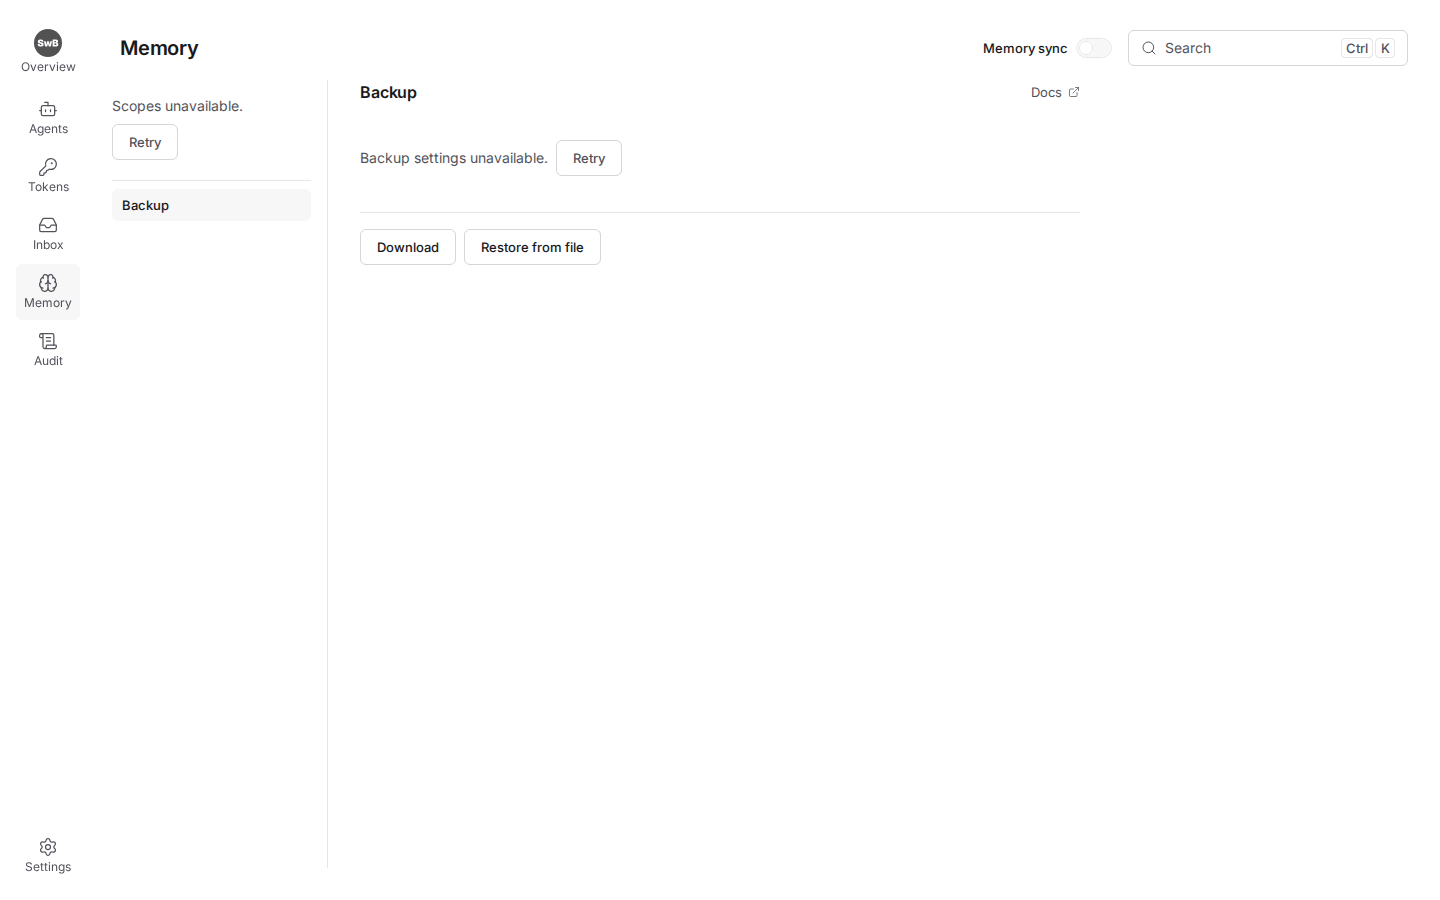 SwB
Overview
Agents
Tokens
Inbox
Memory
Audit
Settings
Memory
Memory sync
Search
Ctrl K
Scopes unavailable.
Retry
Backup
Backup
Docs
Backup settings unavailable.
Retry
Download
Restore from file